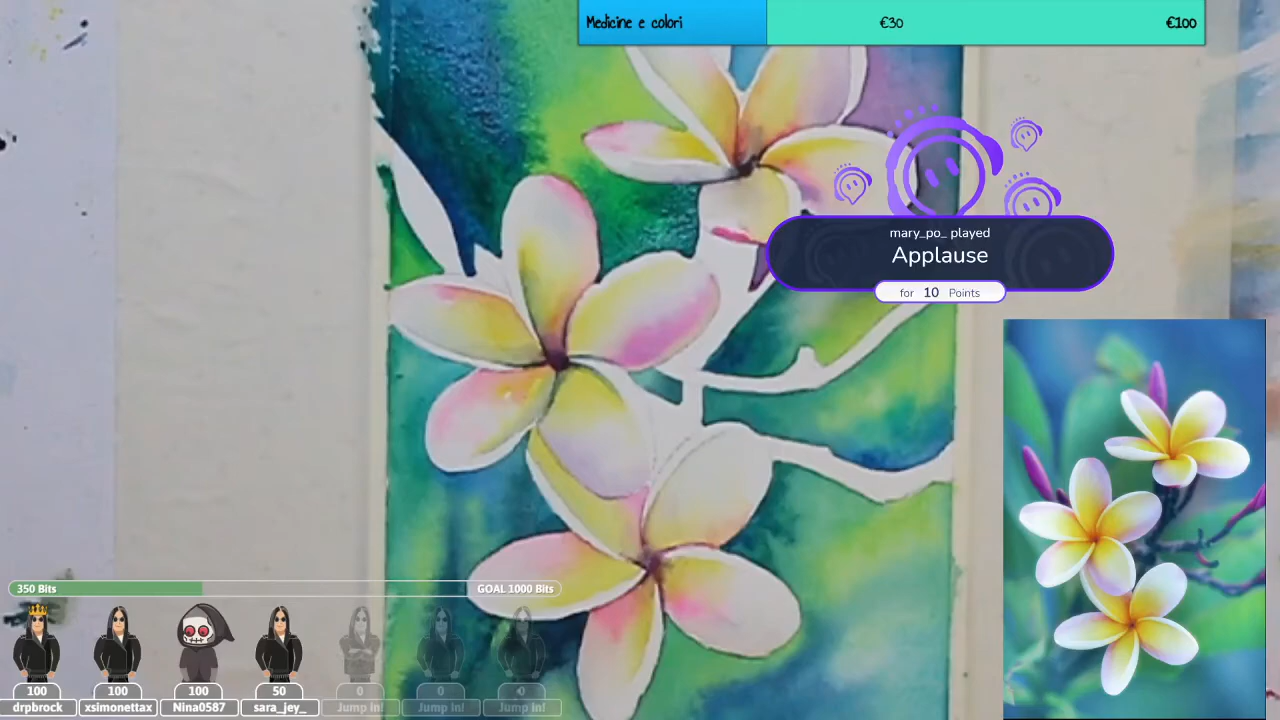 Medicine e colori €30 €100
mary_po_ played
Applause
for 10 Points
350 Bits GOAL 1000 Bits
100 100 100 50 0 0 0
drpbrock xsimonettax Nina0587 sara_jey_ Jump in! Jump in! Jump in!